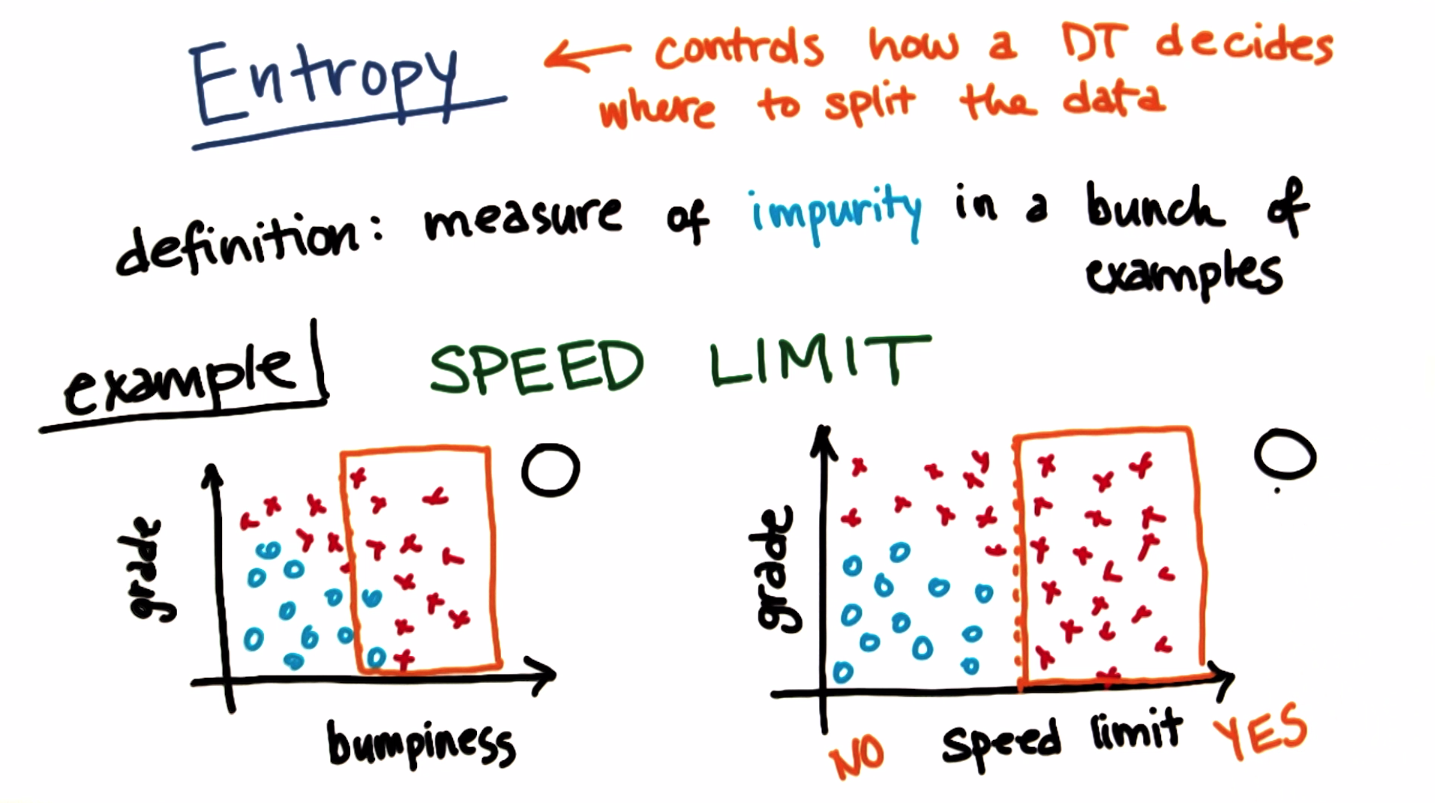 Entropy ← controls how a DT decides
where to split the data
definition: measure of impurity in a bunch of
examples
example
SPEED LIMIT
grade
bumpiness
grade
NO speed limit YES